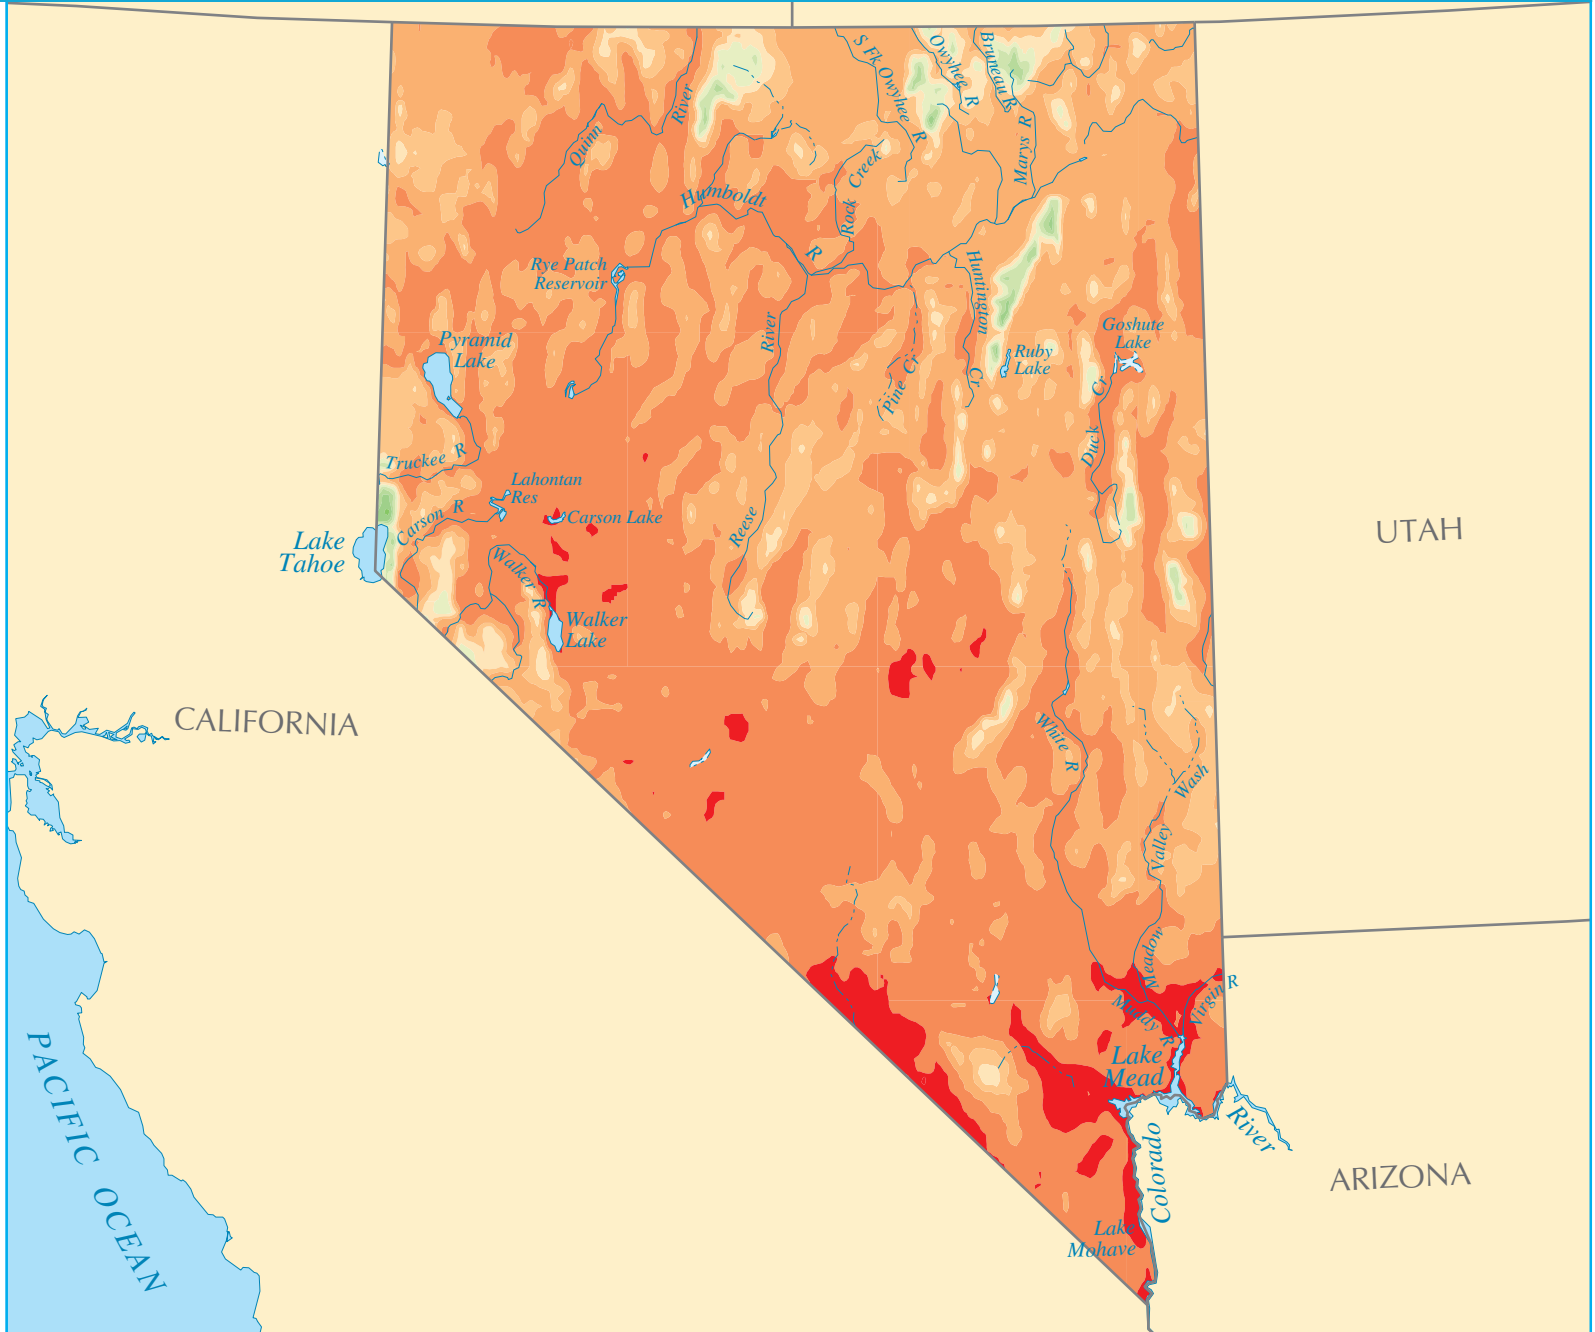 S Fk Owyhee R
Owyhee R
Bruneau R
River
Quinn
Marys R
Rock Creek
Humboldt
R
Rye Patch
Reservoir
Huntington
Cr
River
Pyramid
Lake
Goshute
Lake
Ruby
Lake
Pine Cr
Duck Cr
Truckee R
Lahontan
Res
Carson R
Carson Lake
Reese
Lake
Tahoe
Walker R
Walker
Lake
UTAH
CALIFORNIA
White R
Wash
Valley
Meadow
Muddy R
Virgin R
Lake
Mead
PACIFIC OCEAN
River
Colorado
ARIZONA
Lake
Mohave